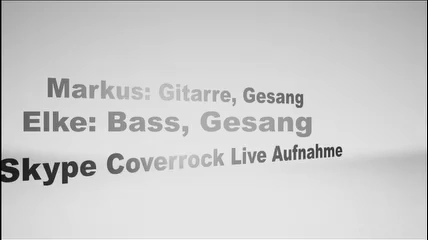 Markus: Gitarre, Gesang
Elke: Bass, Gesang
Skype Coverrock Live Aufnahme